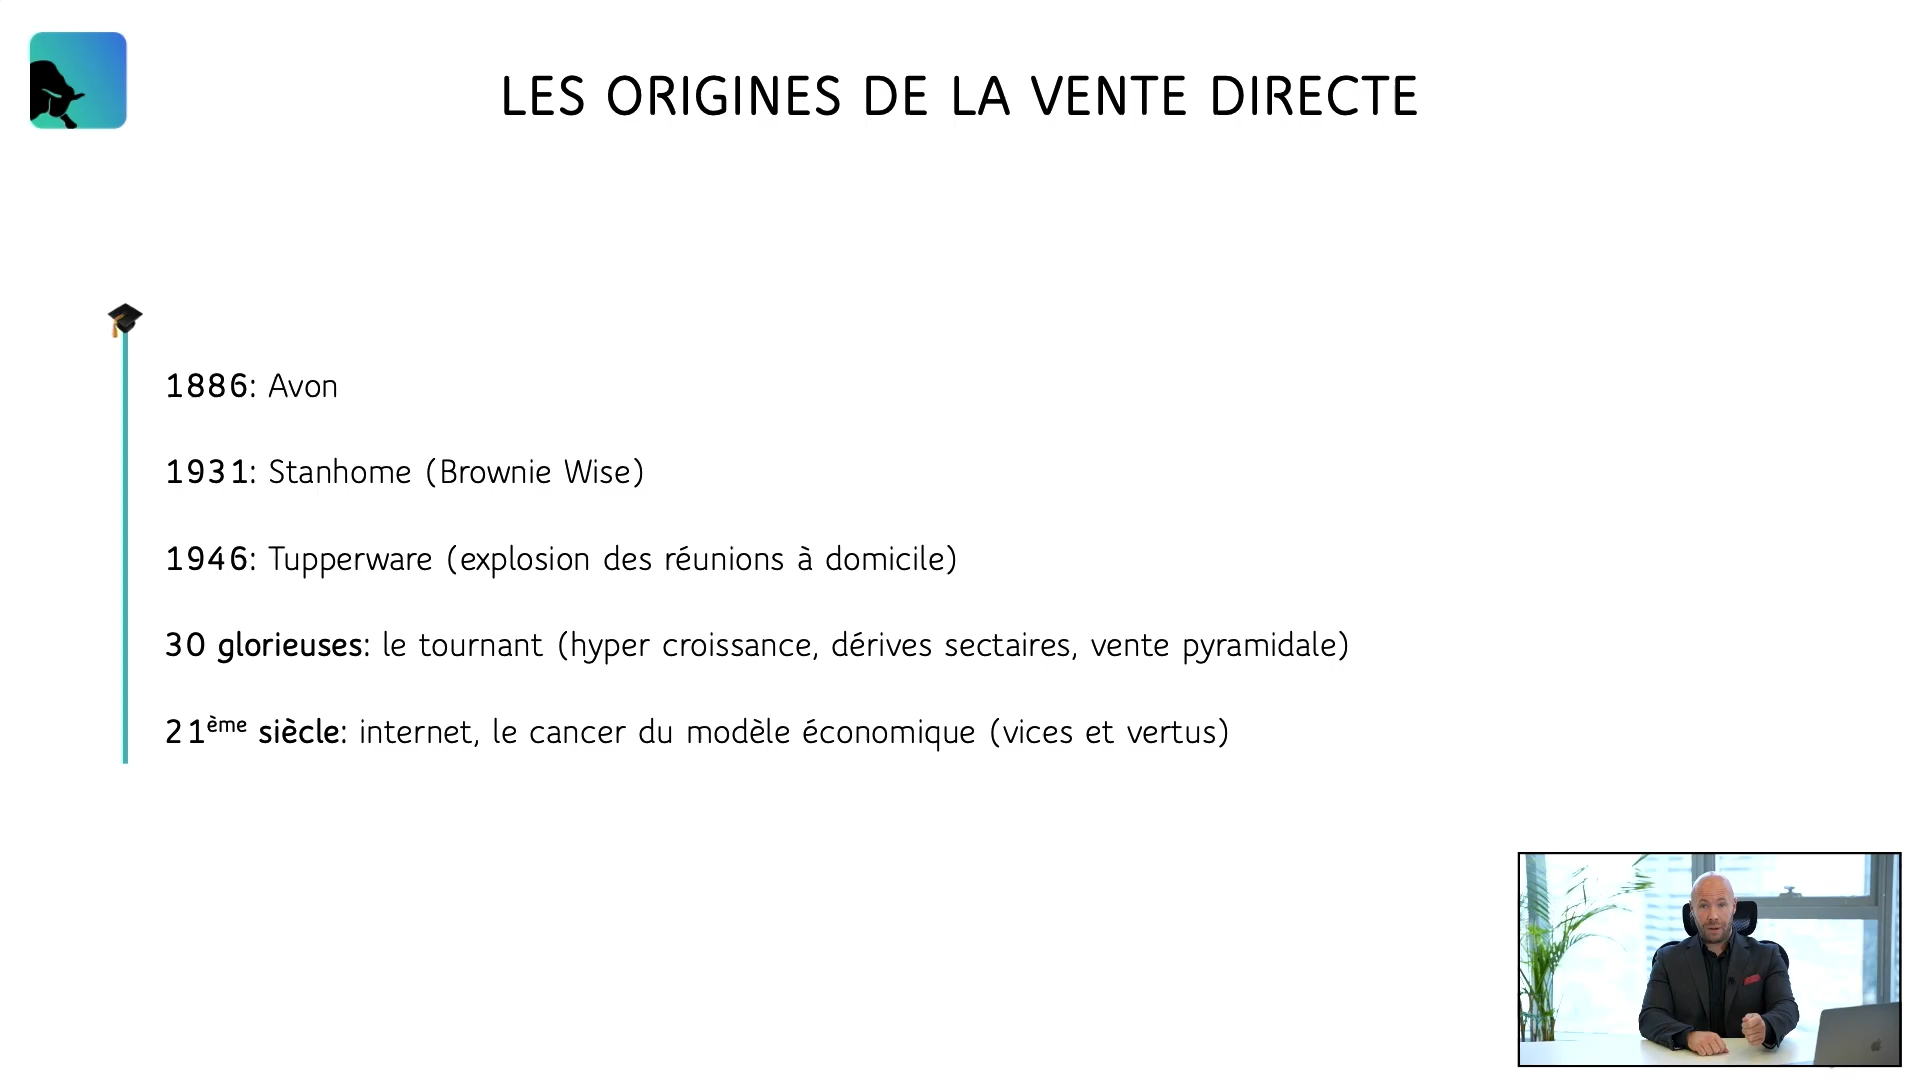 LES ORIGINES DE LA VENTE DIRECTE
1886: Avon
1931: Stanhome (Brownie Wise)
1946: Tupperware (explosion des réunions à domicile)
30 glorieuses: le tournant (hyper croissance, dérives sectaires, vente pyramidale)
21ème siècle: internet, le cancer du modèle économique (vices et vertus)